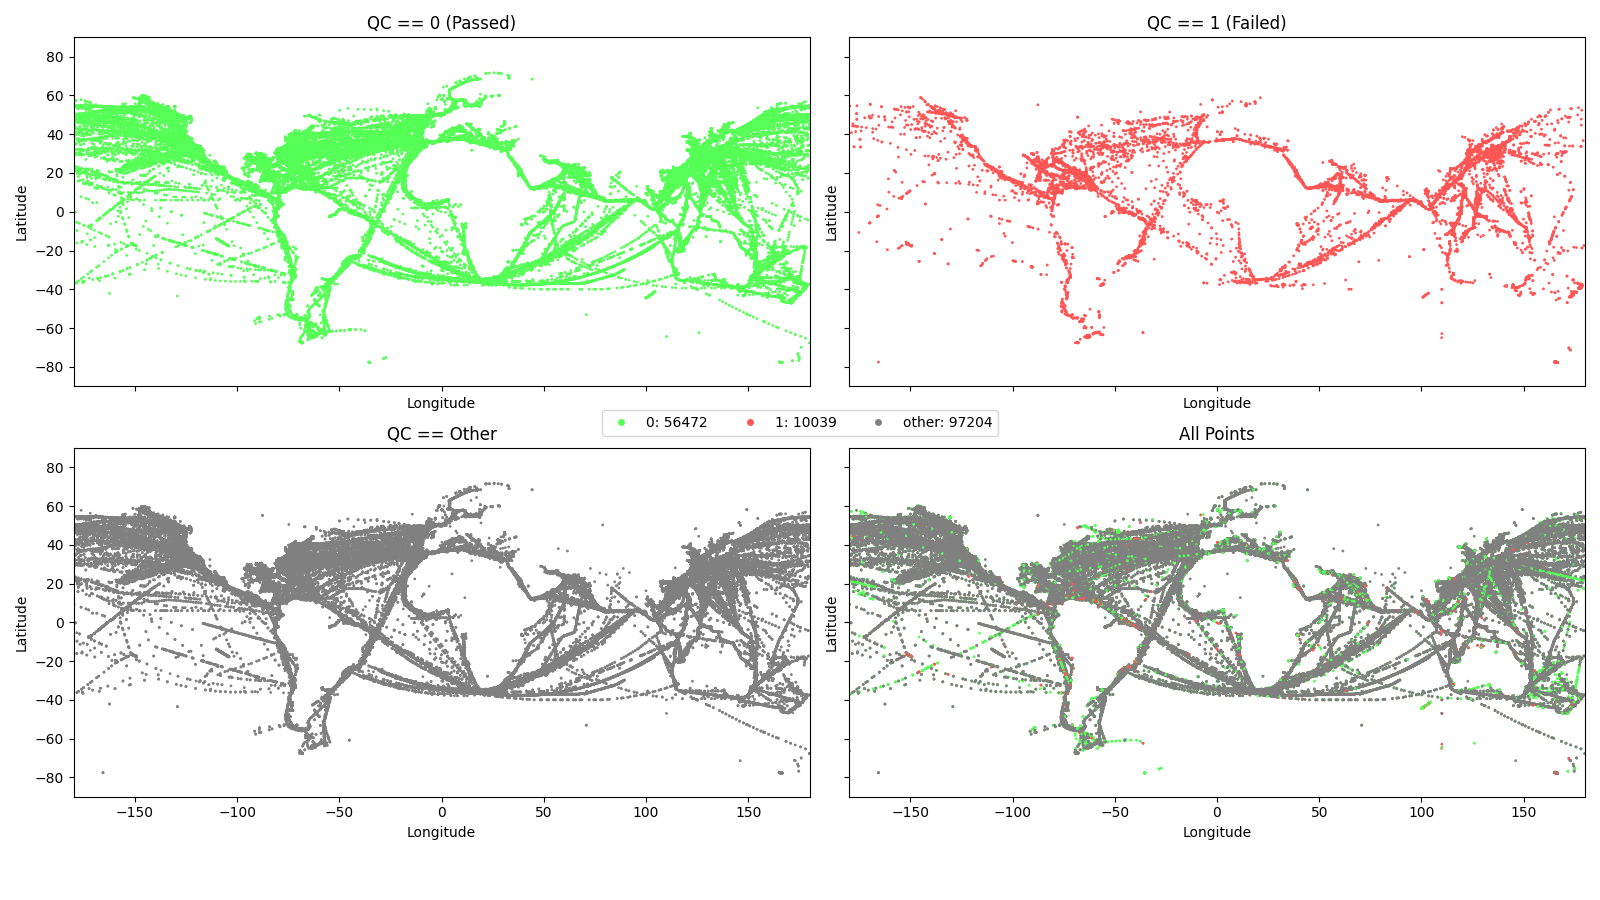 QC == 0 (Passed)
80
60
40
20
0
−20
−40
−60
−80
Latitude
Longitude
QC == 1 (Failed)
Latitude
Longitude
0: 56472
1: 10039
other: 97204
QC == Other
80
60
40
20
0
−20
−40
−60
−80
Latitude
−150
−100
−50
0
50
100
150
Longitude
All Points
Latitude
−150
−100
−50
0
50
100
150
Longitude